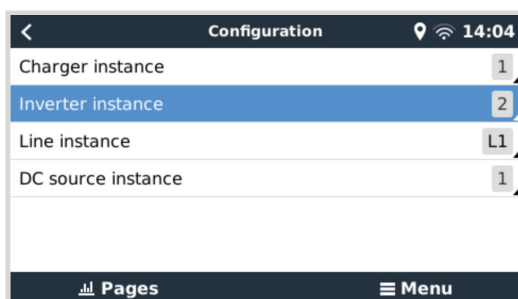 Configuration 14:04
Charger instance 1
Inverter instance 2
Line instance L1
DC source instance 1
Pages Menu